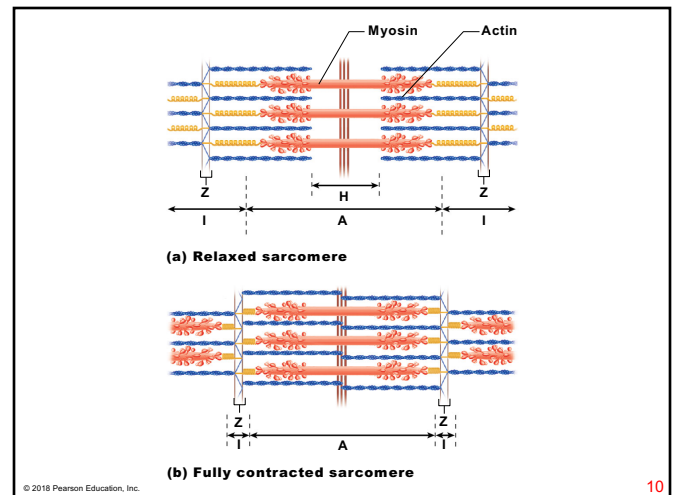 Myosin Actin
Z H Z
I A I
(a) Relaxed sarcomere
Z Z
I A I
(b) Fully contracted sarcomere
© 2018 Pearson Education, Inc. 10